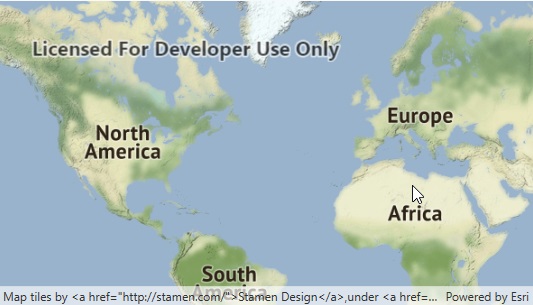 Licensed For Developer Use Only
North
America
Europe
Africa
South
America
Map tiles by <a href="http://stamen.com/">Stamen Design</a>,under <a href=... Powered by Esri